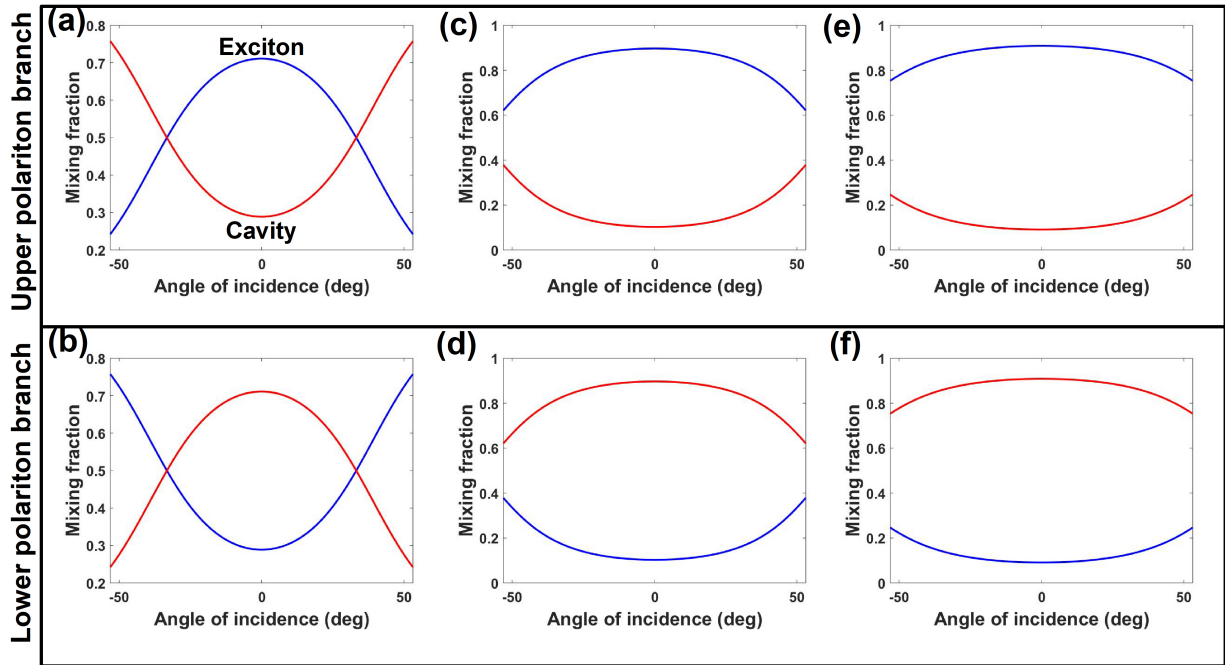 Upper polariton branch
(a)
Mixing fraction
0.8
0.7
0.6
0.5
0.4
0.3
0.2
Exciton
Cavity
-50 0 50
Angle of incidence (deg)
(c)
Mixing fraction
1
0.8
0.6
0.4
0.2
0
-50 0 50
Angle of incidence (deg)
(e)
Mixing fraction
1
0.8
0.6
0.4
0.2
0
-50 0 50
Angle of incidence (deg)
Lower polariton branch
(b)
Mixing fraction
0.8
0.7
0.6
0.5
0.4
0.3
0.2
-50 0 50
Angle of incidence (deg)
(d)
Mixing fraction
1
0.8
0.6
0.4
0.2
0
-50 0 50
Angle of incidence (deg)
(f)
Mixing fraction
1
0.8
0.6
0.4
0.2
0
-50 0 50
Angle of incidence (deg)